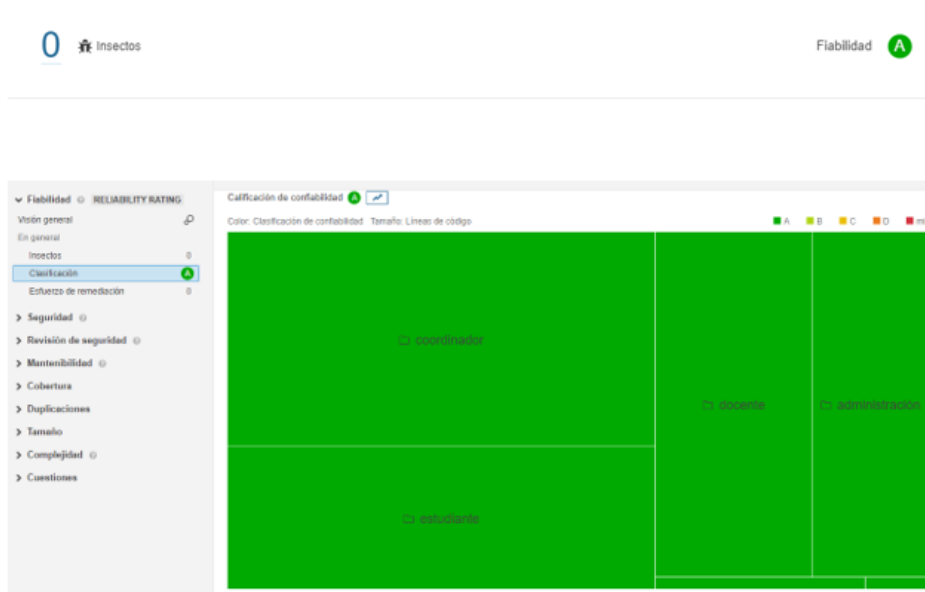 0 Insectos
Fiabilidad A
Fiabilidad RELIABILITY RATING
Visión general
En general
Insectos 0
Clasificación A
Esfuerzo de remediación 0
Seguridad
Revisión de seguridad
Mantenibilidad
Cobertura
Duplicaciones
Tamaño
Complejidad
Cuestiones
Calificación de confiabilidad A
Color: Clasificación de confiabilidad Tamaño: Líneas de código
A B C D mi
coordinador
docente
administración
estudiante